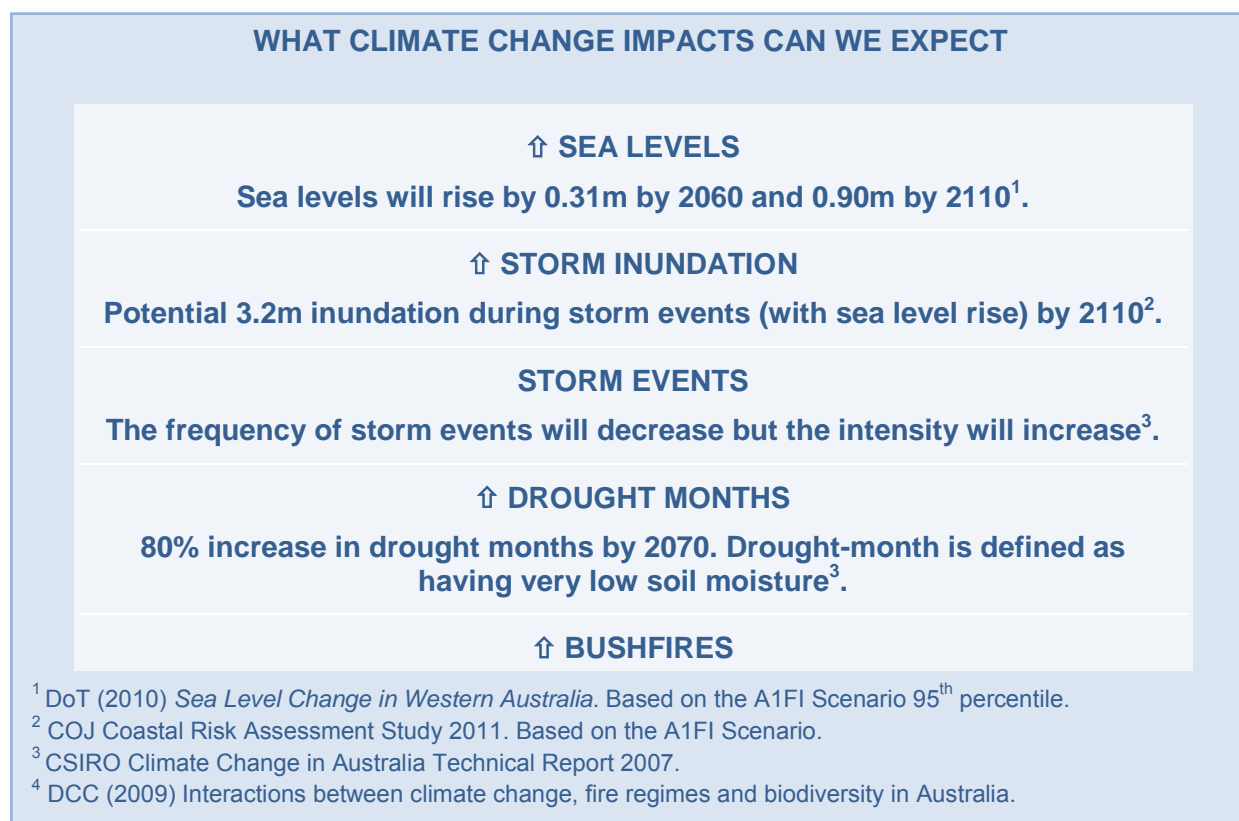 WHAT CLIMATE CHANGE IMPACTS CAN WE EXPECT
⇧ SEA LEVELS
Sea levels will rise by 0.31m by 2060 and 0.90m by 2110¹.
⇧ STORM INUNDATION
Potential 3.2m inundation during storm events (with sea level rise) by 2110².
STORM EVENTS
The frequency of storm events will decrease but the intensity will increase³.
⇧ DROUGHT MONTHS
80% increase in drought months by 2070. Drought-month is defined as
having very low soil moisture³.
⇧ BUSHFIRES
¹ DoT (2010) Sea Level Change in Western Australia. Based on the A1FI Scenario 95th percentile.
² COJ Coastal Risk Assessment Study 2011. Based on the A1FI Scenario.
³ CSIRO Climate Change in Australia Technical Report 2007.
⁴ DCC (2009) Interactions between climate change, fire regimes and biodiversity in Australia.